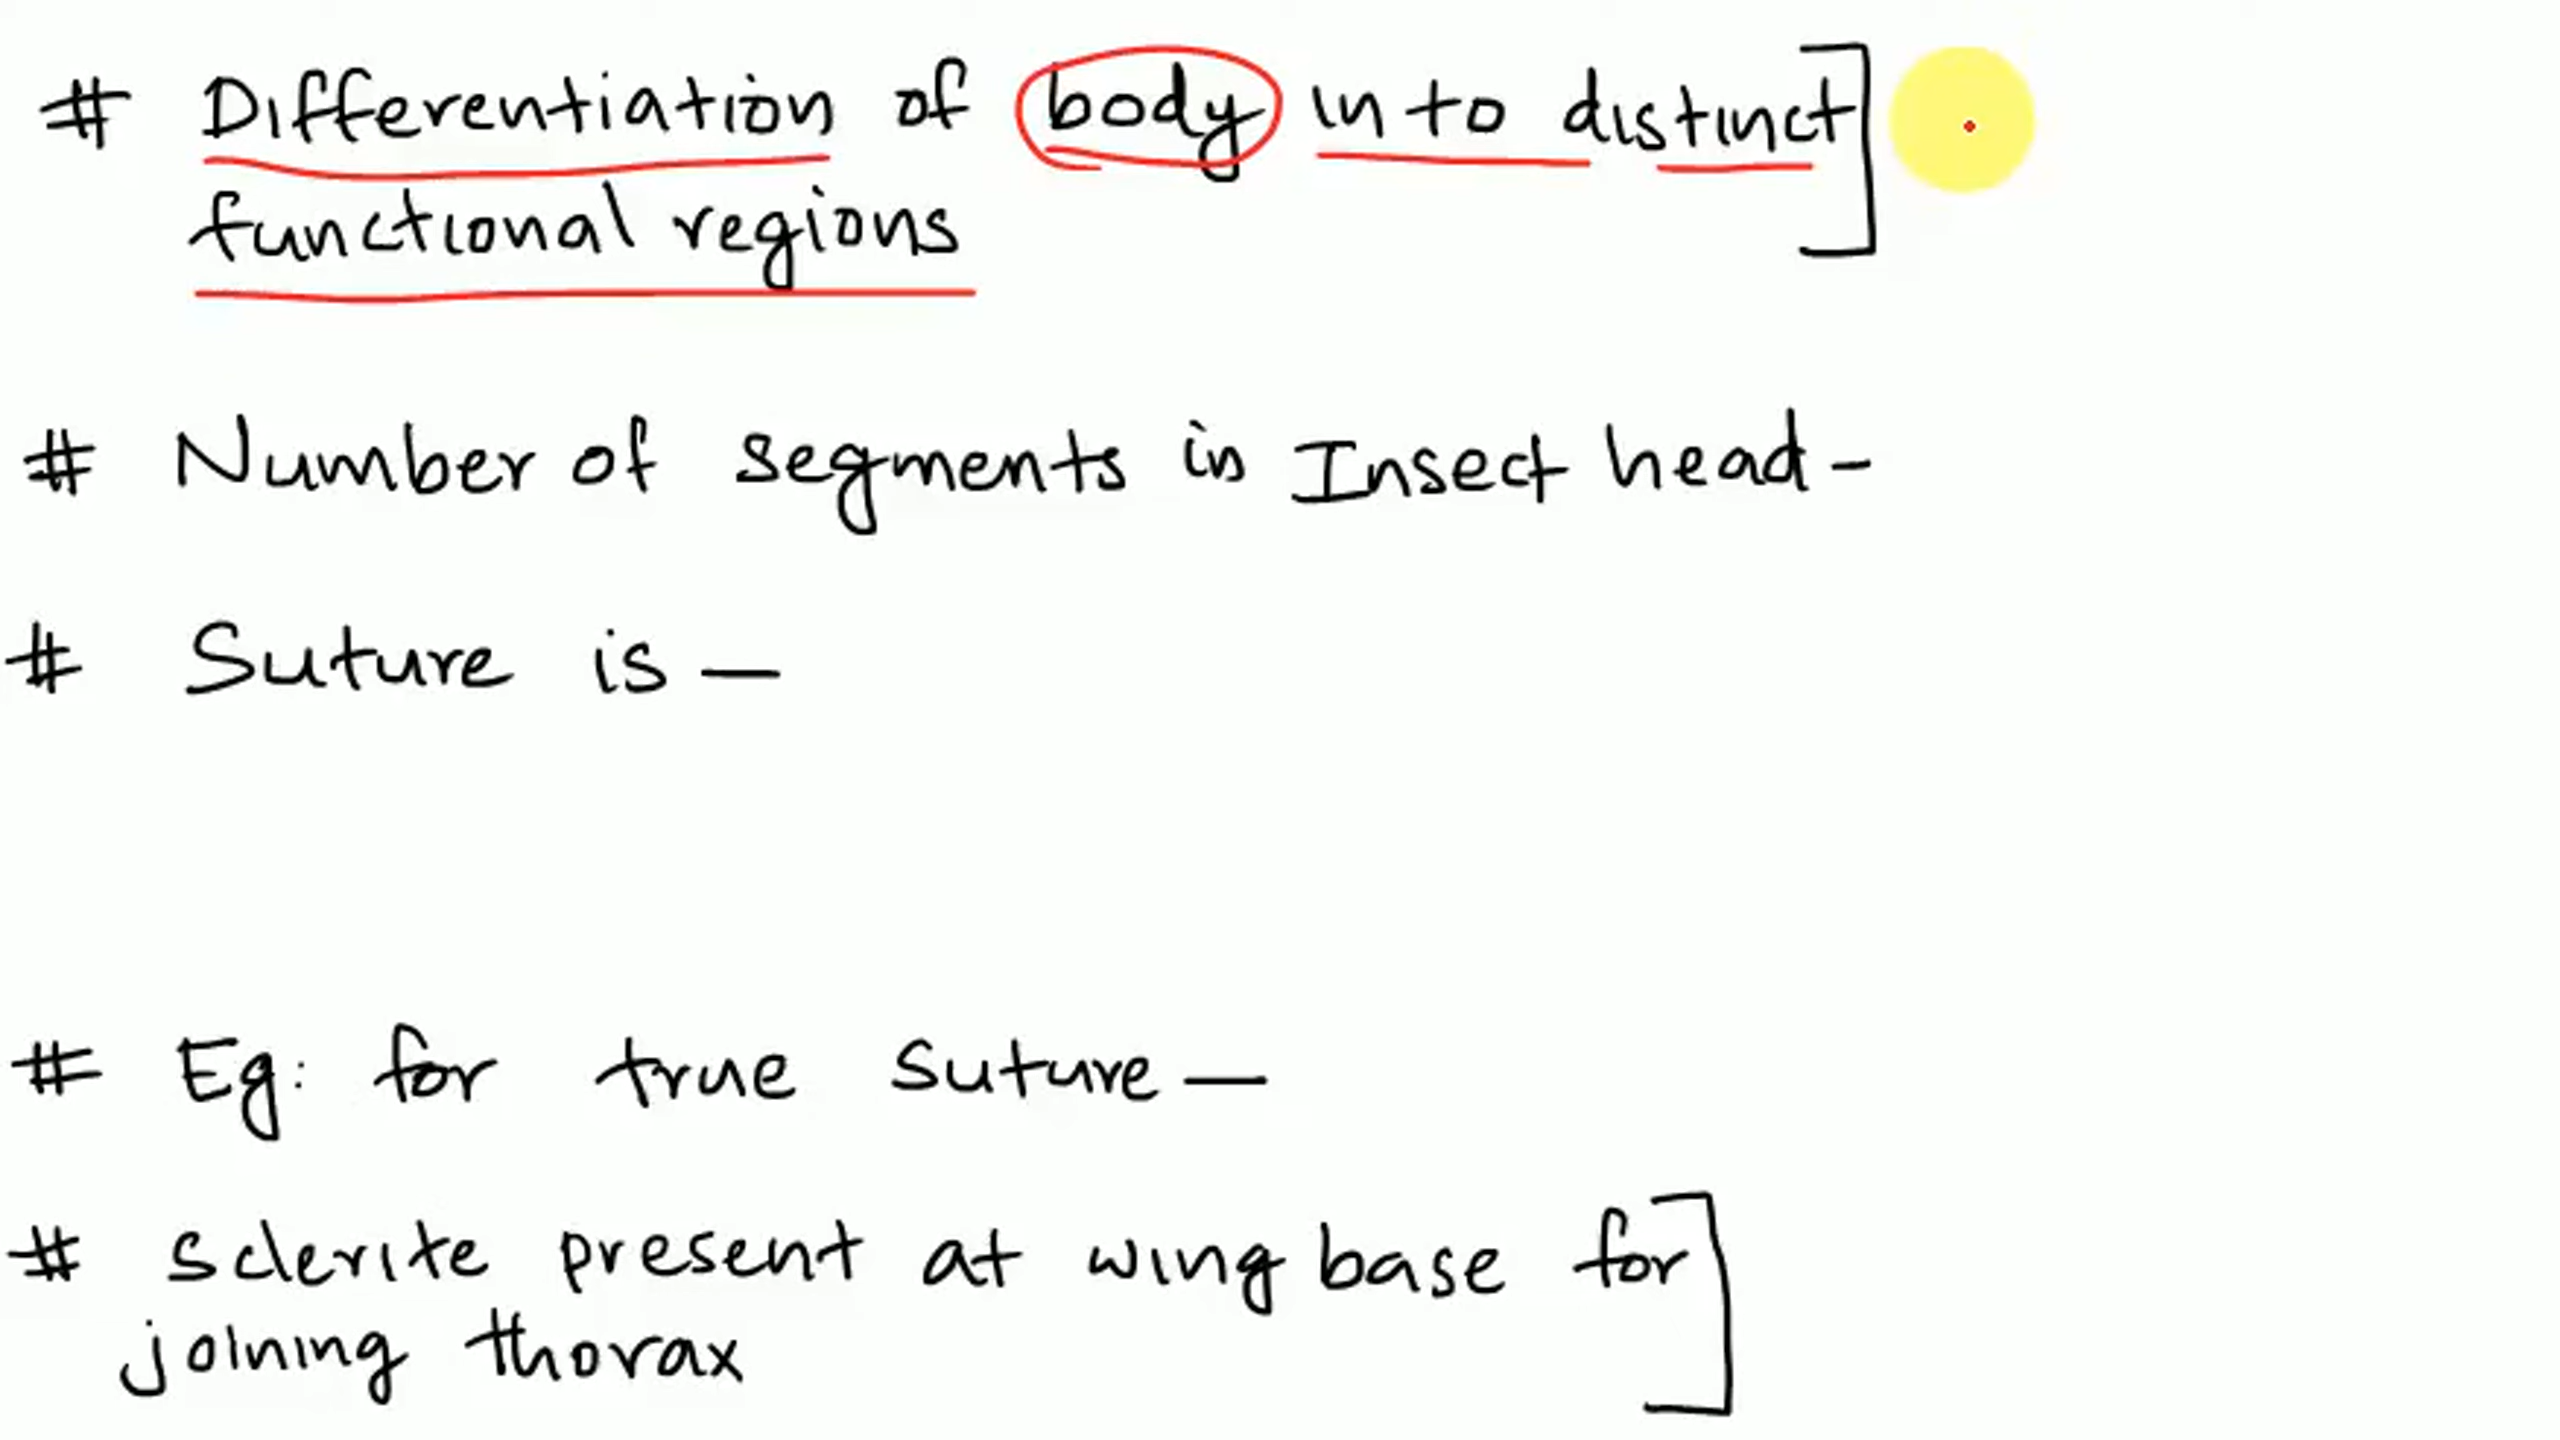 # Differentiation of body into distinct]
functional regions
# Number of segments in Insect head -
# Suture is —
# Eg: for true suture —
# sclerite present at wing base for]
joining thorax